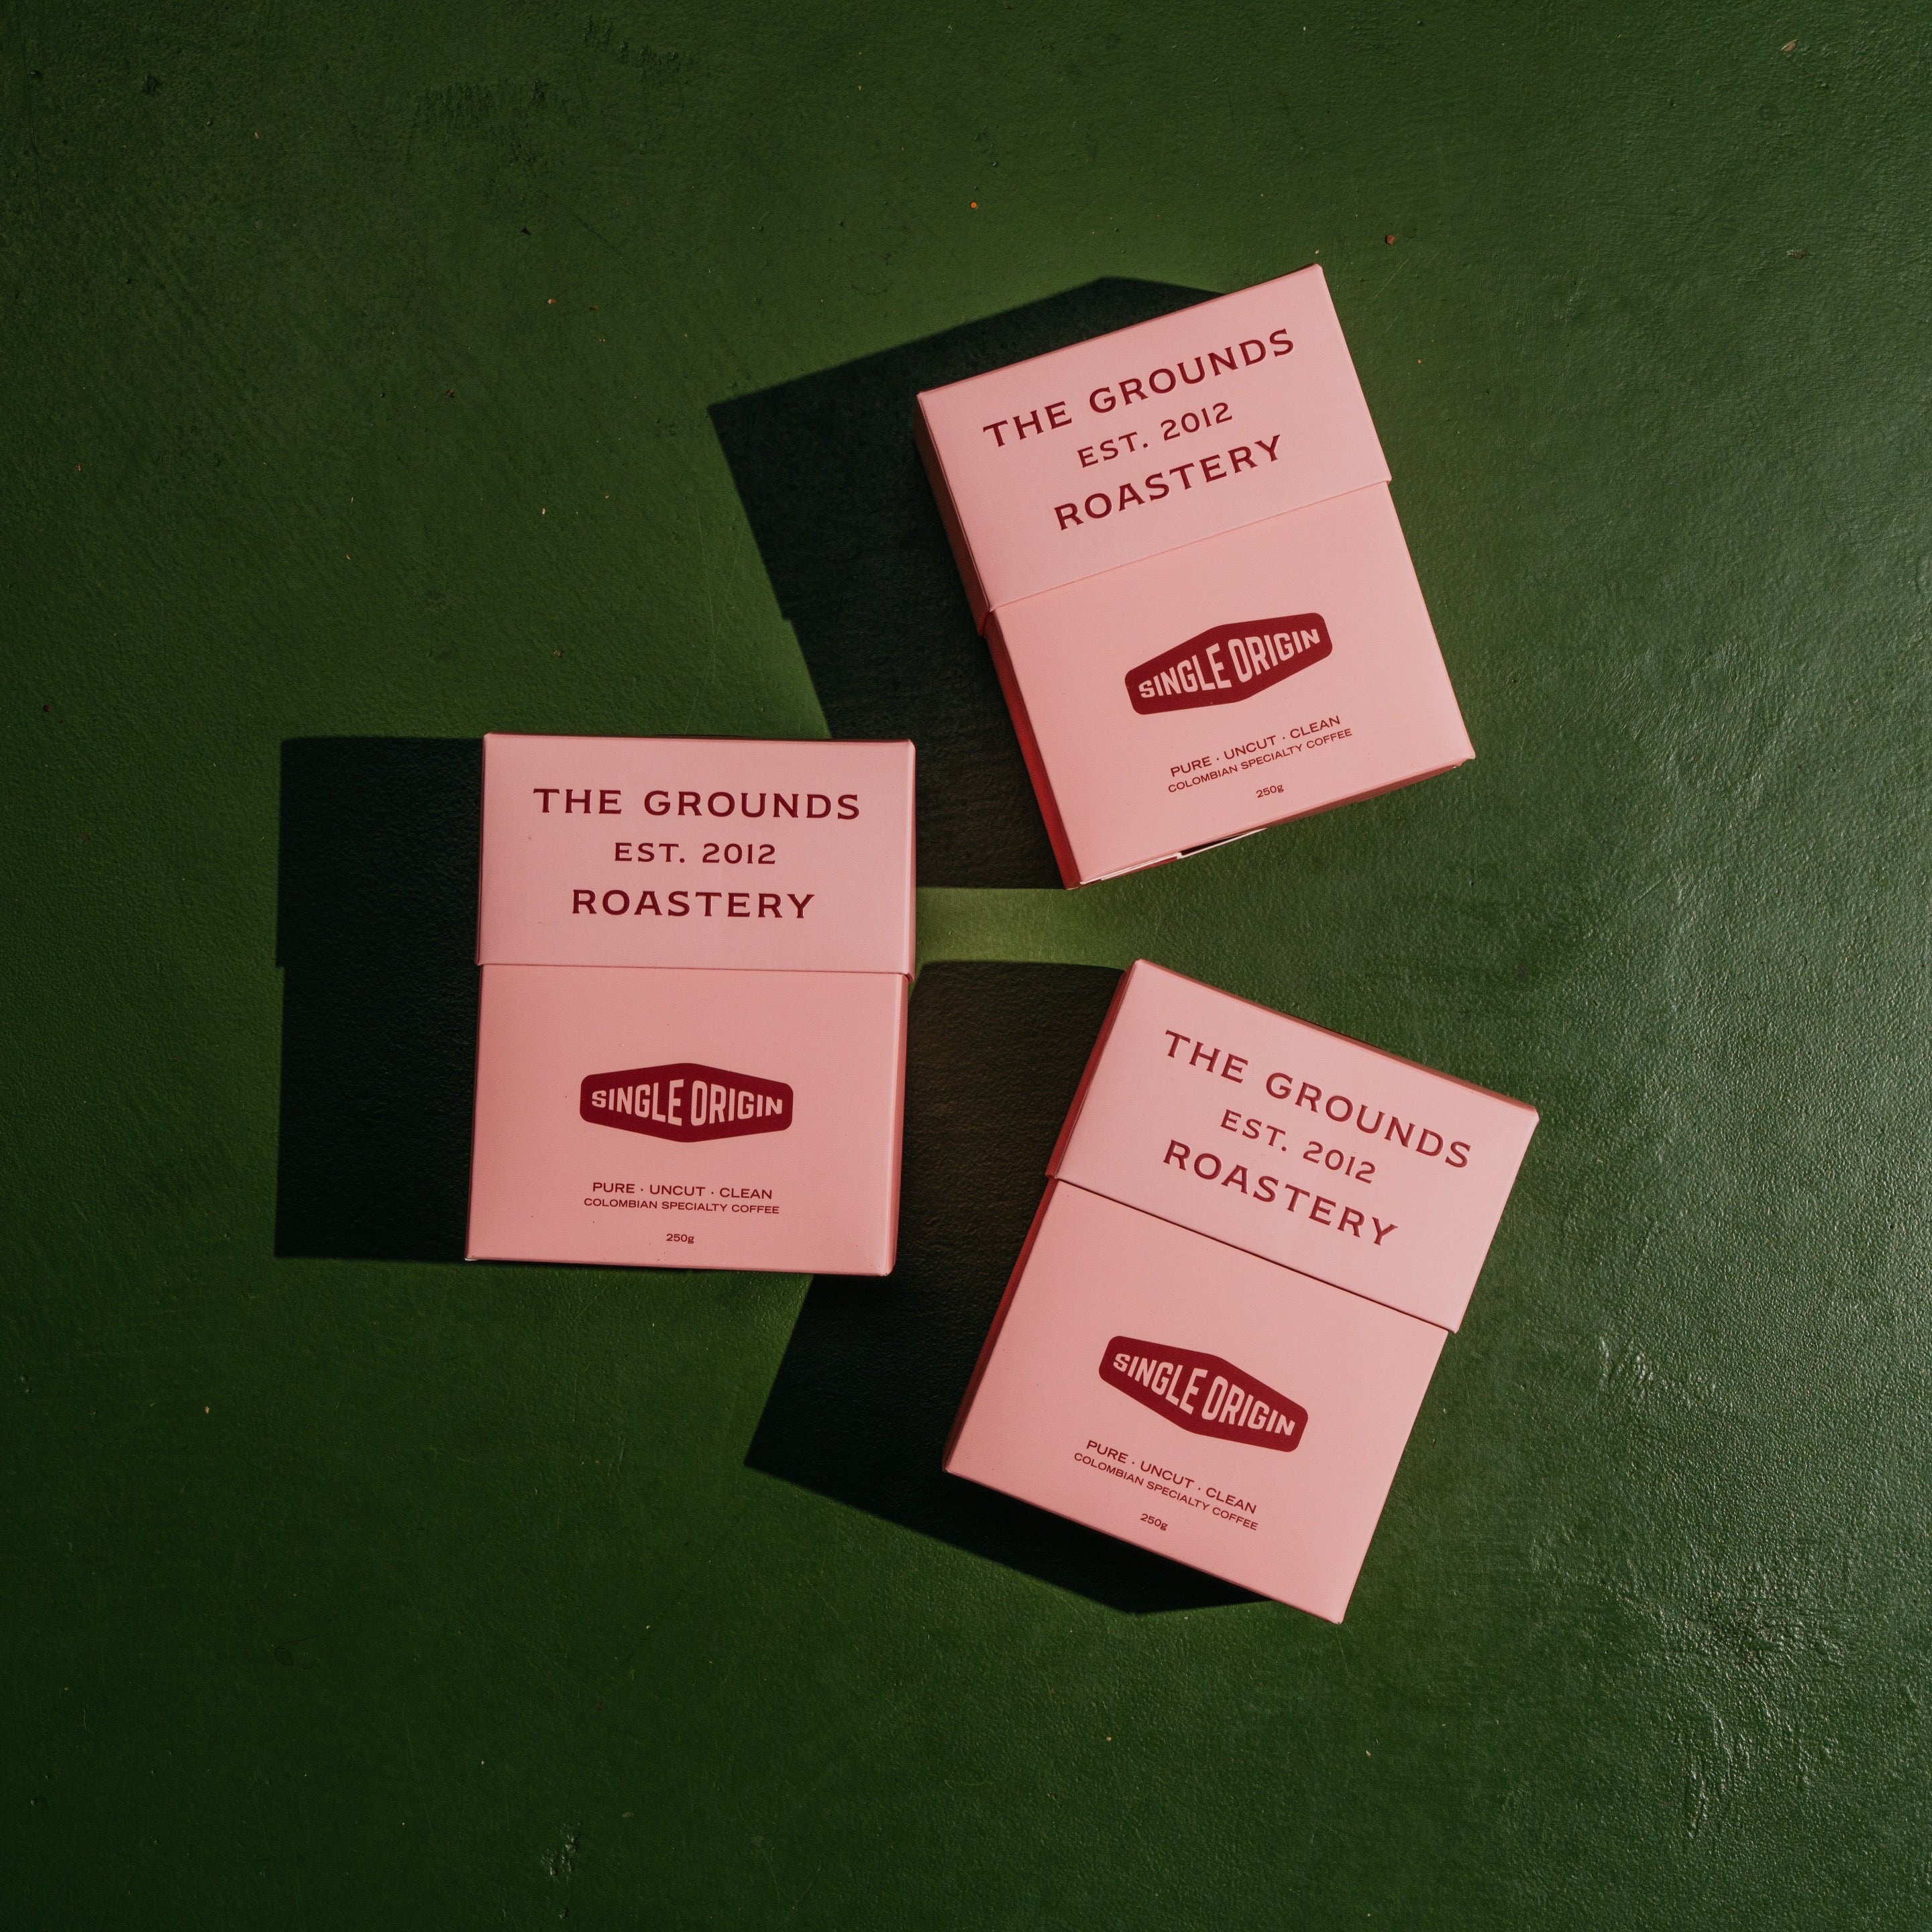 THE GROUNDS
EST. 2012
ROASTERY
SINGLE ORIGIN
PURE · UNCUT · CLEAN
COLOMBIAN SPECIALTY COFFEE
250g
THE GROUNDS
EST. 2012
ROASTERY
SINGLE ORIGIN
PURE · UNCUT · CLEAN
COLOMBIAN SPECIALTY COFFEE
250g
THE GROUNDS
EST. 2012
ROASTERY
SINGLE ORIGIN
PURE · UNCUT · CLEAN
COLOMBIAN SPECIALTY COFFEE
250g